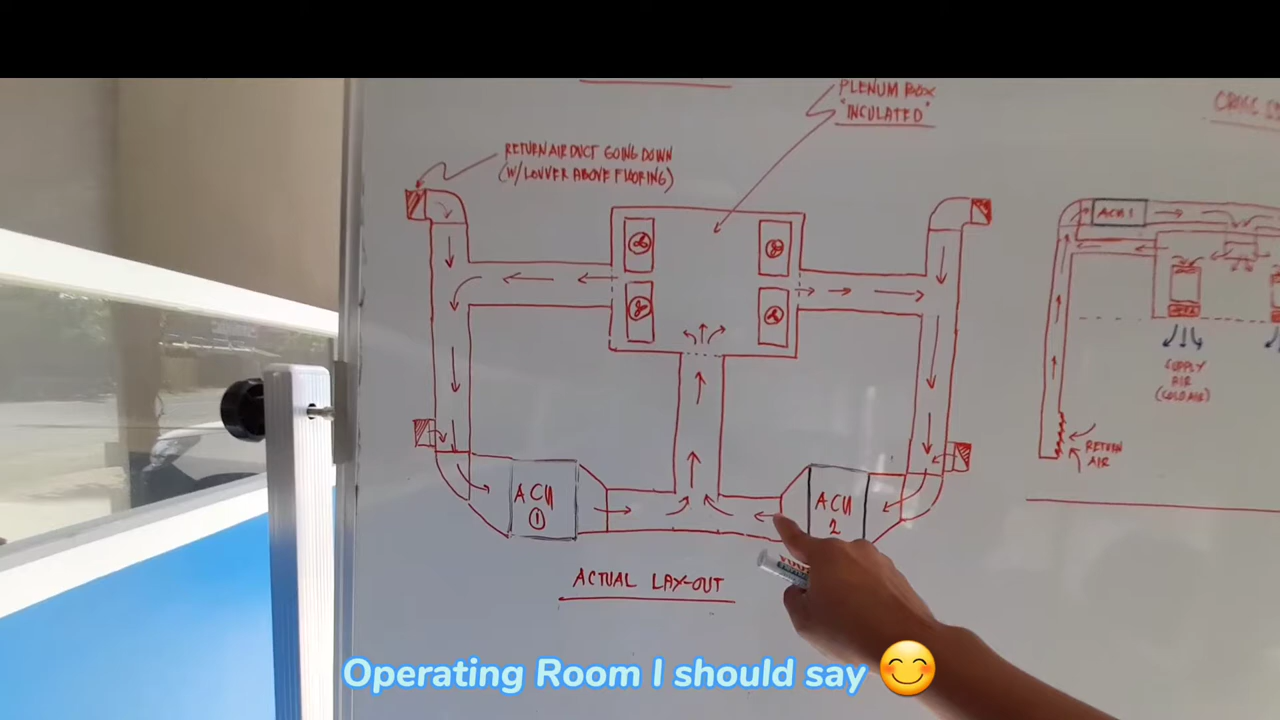 PLENUM BOX
"INCULATED"
CROSS
RETURN AIR DUCT GOING DOWN
(W/ LOUVER ABOVE FLOORING)
ACU 1
SUPPLY
AIR
(COLD AIR)
RETURN
AIR
ACU
1
ACU
2
ACTUAL LAY-OUT
Operating Room I should say 😊